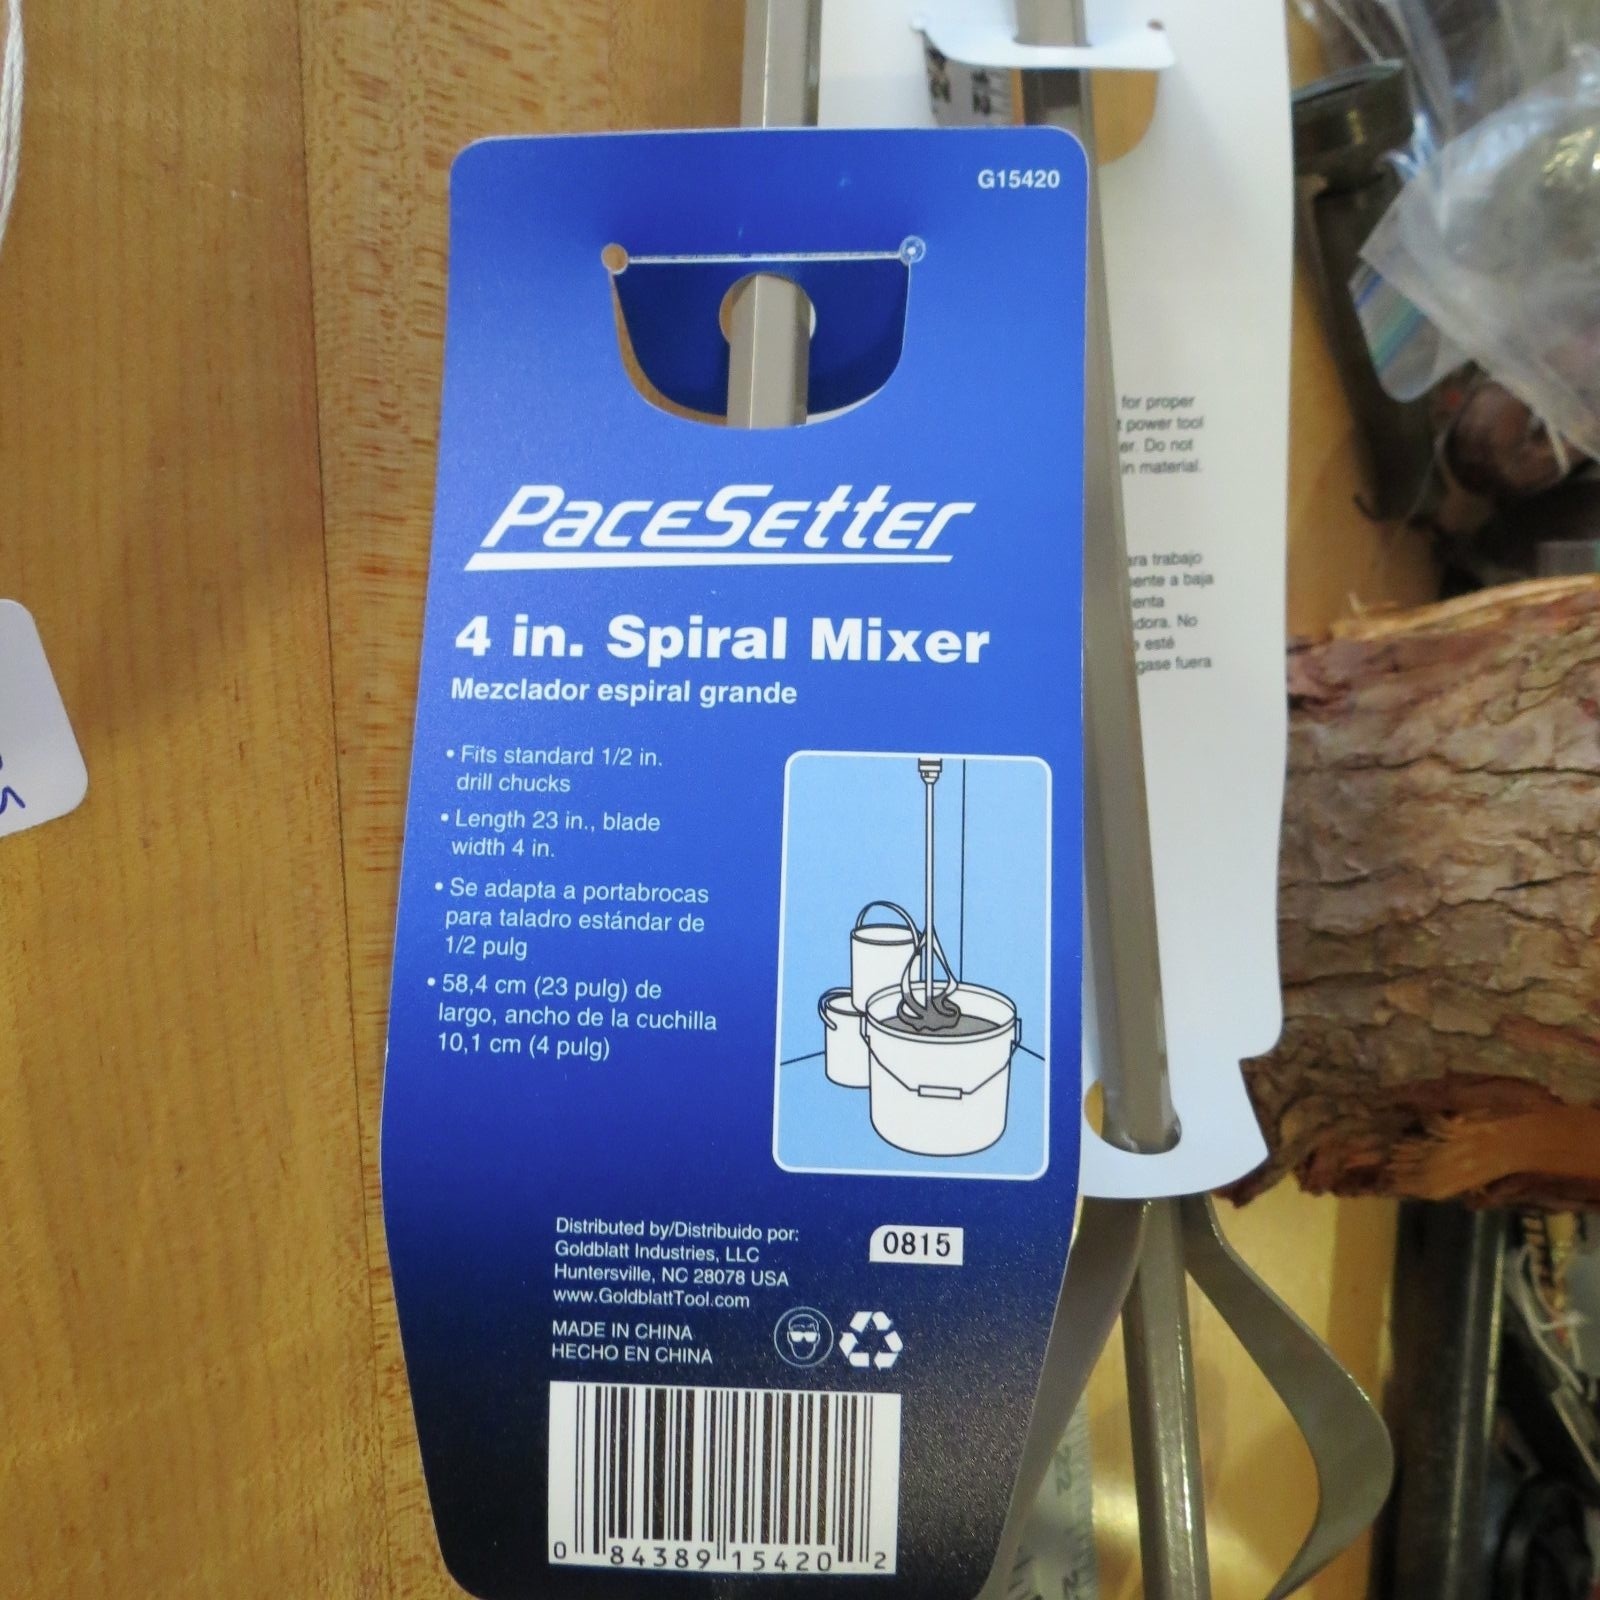 G15420
PaceSetter
4 in. Spiral Mixer
Mezclador espiral grande
• Fits standard 1/2 in.
drill chucks
• Length 23 in., blade
width 4 in.
• Se adapta a portabrocas
para taladro estándar de
1/2 pulg
• 58,4 cm (23 pulg) de
largo, ancho de la cuchilla
10,1 cm (4 pulg)
Distributed by/Distribuido por:
Goldblatt Industries, LLC
Huntersville, NC 28078 USA
www.GoldblattTool.com
0815
MADE IN CHINA
HECHO EN CHINA
0 84389 15420 2
for proper
power tool
er. Do not
in material.
ra trabajo
ente a baja
enta
dora. No
esté
gase fuera